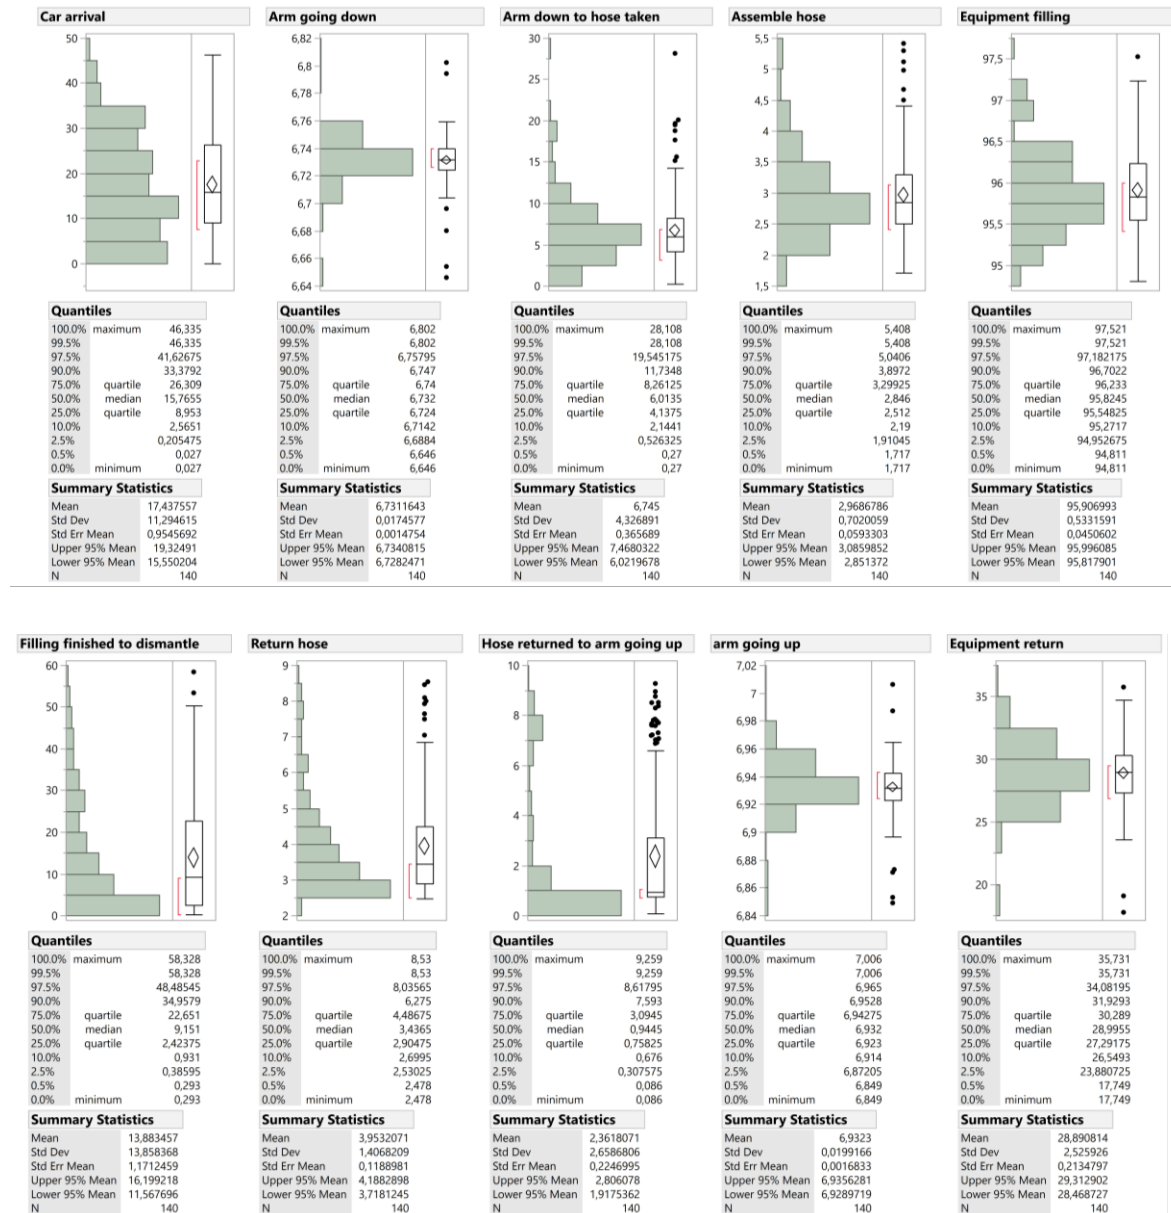 Car arrival
50
40
30
20
10
0
Quantiles
100.0% maximum 46,335
99.5% 46,335
97.5% 41,62675
90.0% 33,3792
75.0% quartile 26,309
50.0% median 15,7655
25.0% quartile 8,953
10.0% 2,5651
2.5% 0,205475
0.5% 0,027
0.0% minimum 0,027
Summary Statistics
Mean 17,437557
Std Dev 11,294615
Std Err Mean 0,9545692
Upper 95% Mean 19,32491
Lower 95% Mean 15,550204
N 140
Arm going down
6,82
6,8
6,78
6,76
6,74
6,72
6,7
6,68
6,66
6,64
Quantiles
100.0% maximum 6,802
99.5% 6,802
97.5% 6,75795
90.0% 6,747
75.0% quartile 6,74
50.0% median 6,732
25.0% quartile 6,724
10.0% 6,7142
2.5% 6,6884
0.5% 6,646
0.0% minimum 6,646
Summary Statistics
Mean 6,7311643
Std Dev 0,0174577
Std Err Mean 0,0014754
Upper 95% Mean 6,7340815
Lower 95% Mean 6,7282471
N 140
Arm down to hose taken
30
25
20
15
10
5
0
Quantiles
100.0% maximum 28,108
99.5% 28,108
97.5% 19,545175
90.0% 11,7348
75.0% quartile 8,26125
50.0% median 6,0135
25.0% quartile 4,1375
10.0% 2,1441
2.5% 0,526325
0.5% 0,27
0.0% minimum 0,27
Summary Statistics
Mean 6,745
Std Dev 4,326891
Std Err Mean 0,365689
Upper 95% Mean 7,4680322
Lower 95% Mean 6,0219678
N 140
Assemble hose
5,5
5
4,5
4
3,5
3
2,5
2
1,5
Quantiles
100.0% maximum 5,408
99.5% 5,408
97.5% 5,0406
90.0% 3,8972
75.0% quartile 3,29925
50.0% median 2,846
25.0% quartile 2,512
10.0% 2,19
2.5% 1,91045
0.5% 1,717
0.0% minimum 1,717
Summary Statistics
Mean 2,9686786
Std Dev 0,7020059
Std Err Mean 0,0593303
Upper 95% Mean 3,0859852
Lower 95% Mean 2,851372
N 140
Equipment filling
97,5
97
96,5
96
95,5
95
Quantiles
100.0% maximum 97,521
99.5% 97,521
97.5% 97,182175
90.0% 96,7022
75.0% quartile 96,233
50.0% median 95,8245
25.0% quartile 95,54825
10.0% 95,2717
2.5% 94,952675
0.5% 94,811
0.0% minimum 94,811
Summary Statistics
Mean 95,906993
Std Dev 0,5331591
Std Err Mean 0,0450602
Upper 95% Mean 95,996085
Lower 95% Mean 95,817901
N 140
Filling finished to dismantle
60
50
40
30
20
10
0
Quantiles
100.0% maximum 58,328
99.5% 58,328
97.5% 48,48545
90.0% 34,9579
75.0% quartile 22,651
50.0% median 9,151
25.0% quartile 2,42375
10.0% 0,931
2.5% 0,38595
0.5% 0,293
0.0% minimum 0,293
Summary Statistics
Mean 13,883457
Std Dev 13,858368
Std Err Mean 1,1712459
Upper 95% Mean 16,199218
Lower 95% Mean 11,567696
N 140
Return hose
9
8
7
6
5
4
3
2
Quantiles
100.0% maximum 8,53
99.5% 8,53
97.5% 8,03565
90.0% 6,275
75.0% quartile 4,48675
50.0% median 3,4365
25.0% quartile 2,90475
10.0% 2,6995
2.5% 2,53025
0.5% 2,478
0.0% minimum 2,478
Summary Statistics
Mean 3,9532071
Std Dev 1,4068209
Std Err Mean 0,1188981
Upper 95% Mean 4,1882898
Lower 95% Mean 3,7181245
N 140
Hose returned to arm going up
10
8
6
4
2
0
Quantiles
100.0% maximum 9,259
99.5% 9,259
97.5% 8,61795
90.0% 7,593
75.0% quartile 3,0945
50.0% median 0,9445
25.0% quartile 0,75825
10.0% 0,676
2.5% 0,307575
0.5% 0,086
0.0% minimum 0,086
Summary Statistics
Mean 2,3618071
Std Dev 2,6586806
Std Err Mean 0,2246995
Upper 95% Mean 2,806078
Lower 95% Mean 1,9175362
N 140
arm going up
7,02
7
6,98
6,96
6,94
6,92
6,9
6,88
6,86
6,84
Quantiles
100.0% maximum 7,006
99.5% 7,006
97.5% 6,965
90.0% 6,9528
75.0% quartile 6,94275
50.0% median 6,932
25.0% quartile 6,923
10.0% 6,914
2.5% 6,87205
0.5% 6,849
0.0% minimum 6,849
Summary Statistics
Mean 6,9323
Std Dev 0,0199166
Std Err Mean 0,0016833
Upper 95% Mean 6,9356281
Lower 95% Mean 6,9289719
N 140
Equipment return
35
30
25
20
Quantiles
100.0% maximum 35,731
99.5% 35,731
97.5% 34,08195
90.0% 31,9293
75.0% quartile 30,289
50.0% median 28,9955
25.0% quartile 27,29175
10.0% 26,5493
2.5% 23,880725
0.5% 17,749
0.0% minimum 17,749
Summary Statistics
Mean 28,890814
Std Dev 2,525926
Std Err Mean 0,2134797
Upper 95% Mean 29,312902
Lower 95% Mean 28,468727
N 140